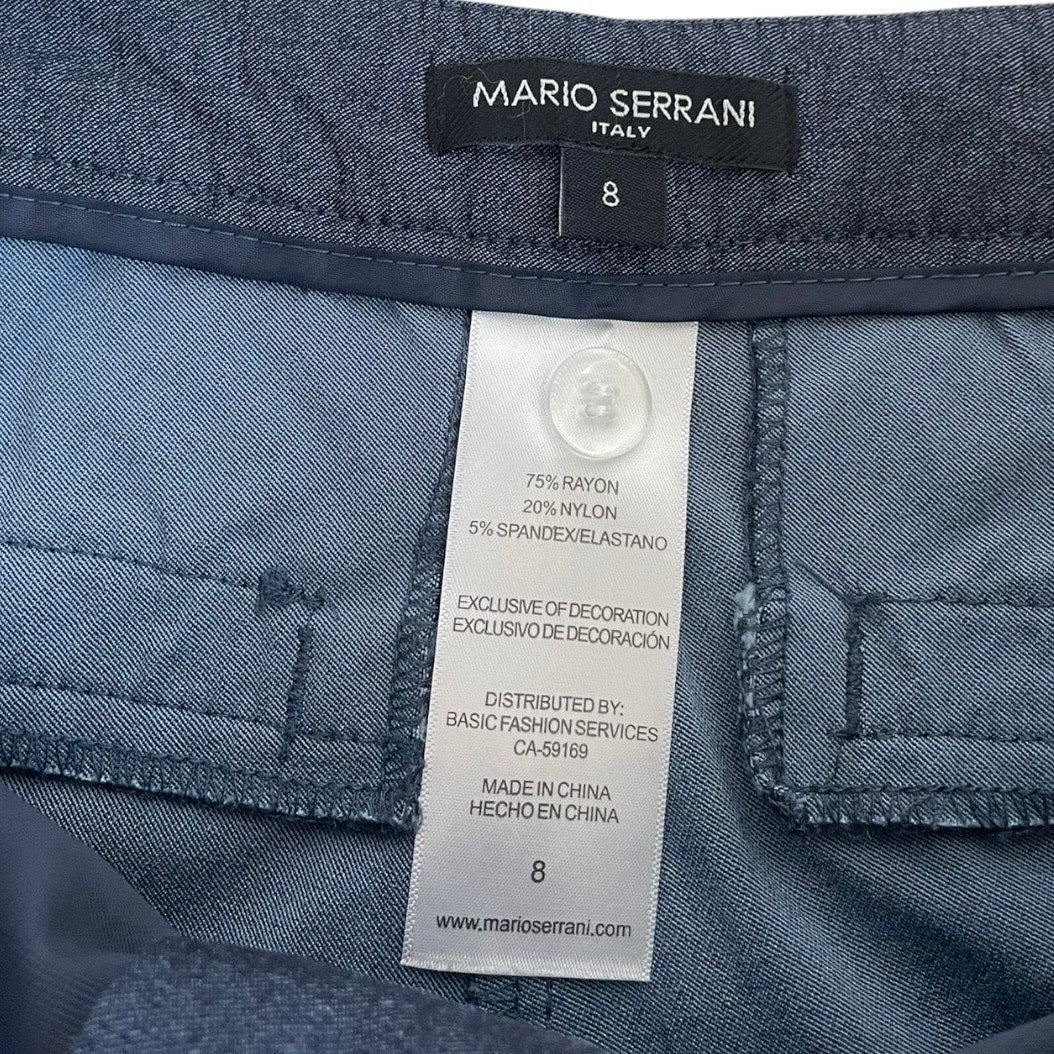 MARIO SERRANI
ITALY
8
75% RAYON
20% NYLON
5% SPANDEX/ELASTANO
EXCLUSIVE OF DECORATION
EXCLUSIVO DE DECORACIÓN
DISTRIBUTED BY:
BASIC FASHION SERVICES
CA-59169
MADE IN CHINA
HECHO EN CHINA
8
www.marioserrani.com